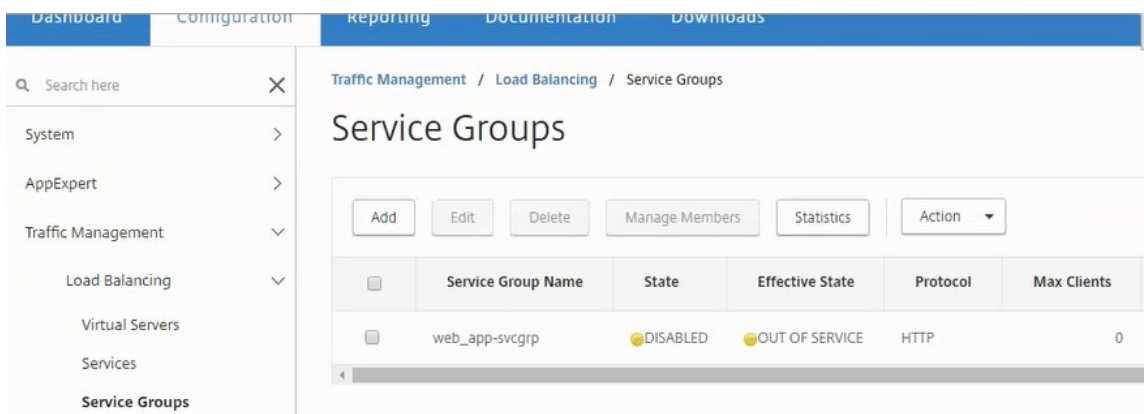 Dashboard Configuration Reporting Documentation Downloads
Search here
System
AppExpert
Traffic Management
Load Balancing
Virtual Servers
Services
Service Groups
Traffic Management / Load Balancing / Service Groups
Service Groups
Add Edit Delete Manage Members Statistics Action
Service Group Name State Effective State Protocol Max Clients
web_app-svcgrp DISABLED OUT OF SERVICE HTTP 0